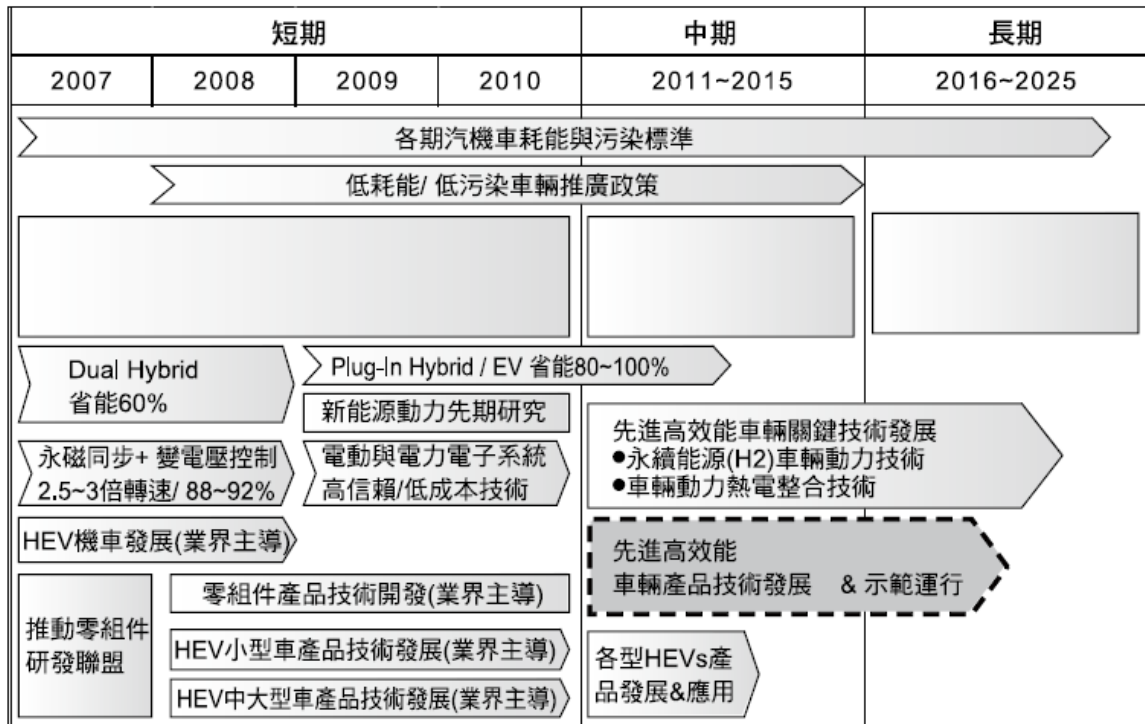 短期
中期
長期
2007
2008
2009
2010
2011~2015
2016~2025
各期汽機車耗能與污染標準
低耗能/ 低污染車輛推廣政策
Dual Hybrid
省能60%
Plug-In Hybrid / EV 省能80~100%
新能源動力先期研究
永磁同步+ 變電壓控制
2.5~3倍轉速/ 88~92%
電動與電力電子系統
高信賴/低成本技術
先進高效能車輛關鍵技術發展
●永續能源(H2)車輛動力技術
●車輛動力熱電整合技術
HEV機車發展(業界主導)
先進高效能
車輛產品技術發展 & 示範運行
推動零組件
研發聯盟
零組件產品技術開發(業界主導)
HEV小型車產品技術發展(業界主導)
HEV中大型車產品技術發展(業界主導)
各型HEVs產
品發展&應用